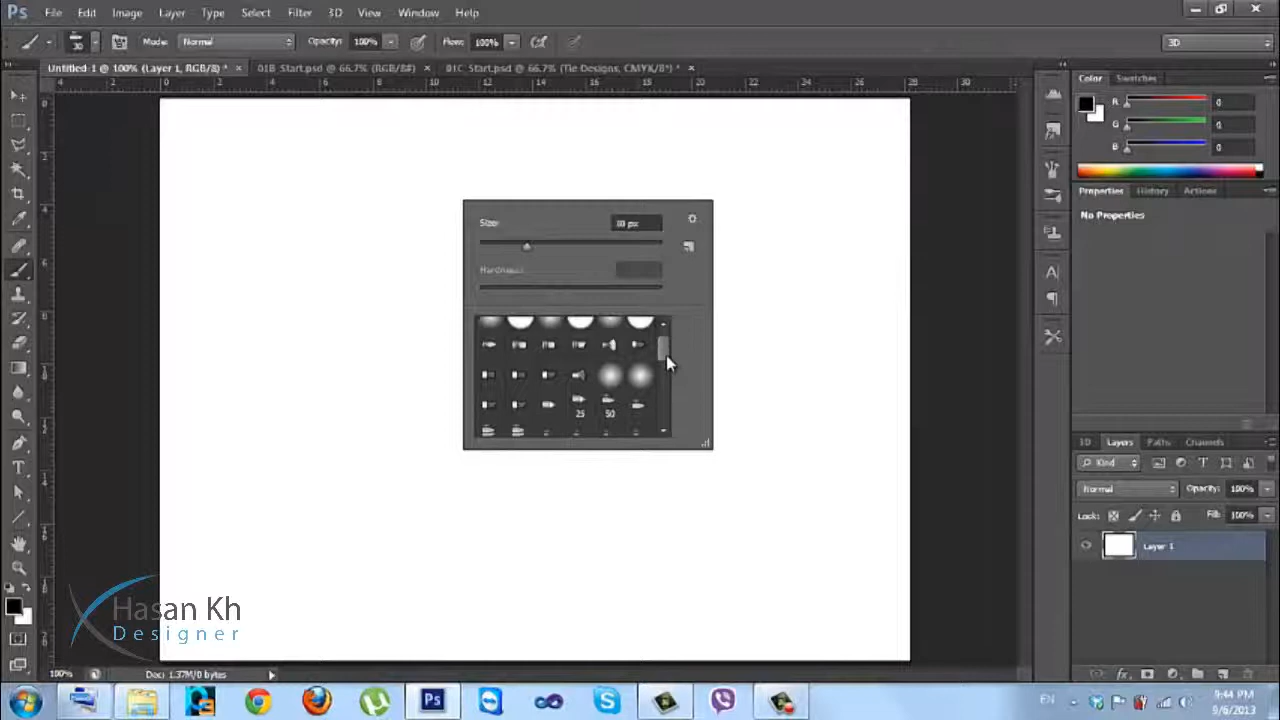 Ps File Edit Image Layer Type Select Filter 3D View Window Help
30 Mode: Normal Opacity: 100% Flow: 100% 3D
Untitled-1 @ 100% (Layer 1, RGB/8) * × 01B_Start.psd @ 66.7% (RGB/8#) × 01C_Start.psd @ 66.7% (Tie Designs, CMYK/8*) * ×
Color Swatches
R 0
G 0
B 0
Properties History Actions
No Properties
Size:
Hardness:
25 50
3D Layers Paths Channels
Kind
Normal Opacity: 100%
Lock: Fill: 100%
Layer 1
Hasan Kh
Designer
100% Doc: 1.37M/0 bytes
EN 9:44 PM
9/6/2013